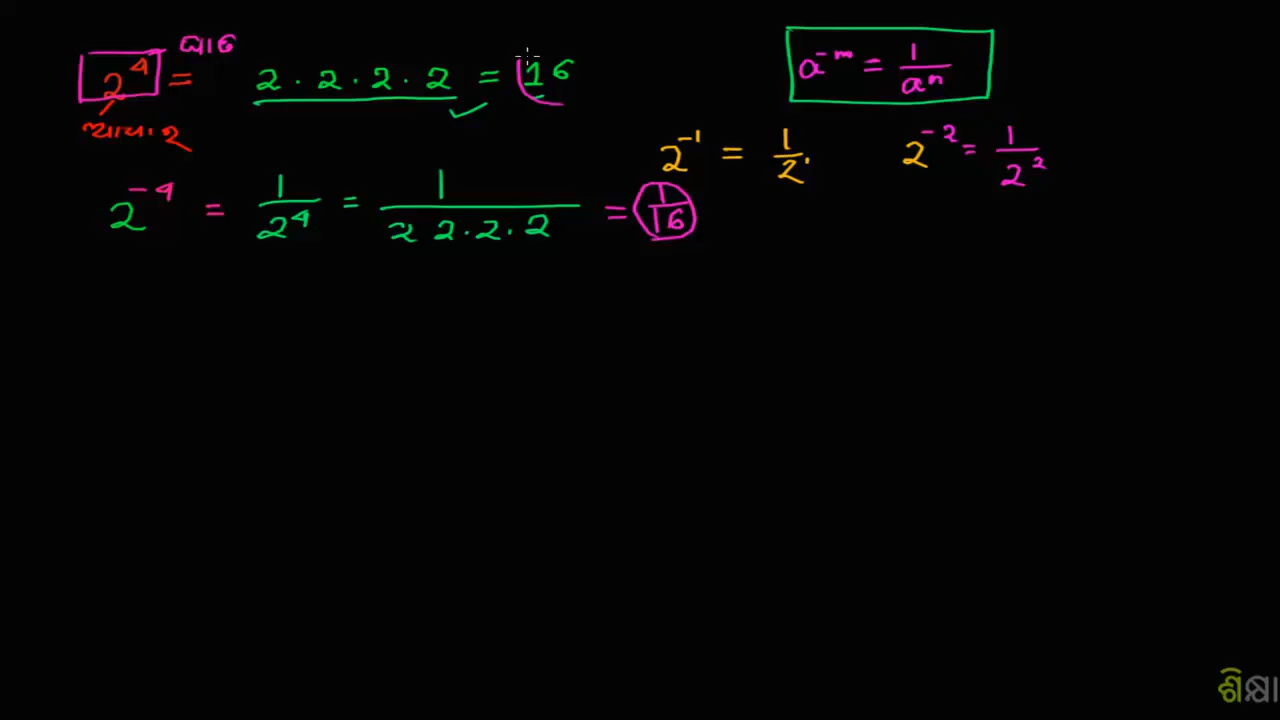 ଘାତ
2⁴ = 2 . 2 . 2 . 2 = 16
a⁻ᵐ = 1/aⁿ
2⁻¹ = 1/2. 2⁻² = 1/2²
2⁻⁴ = 1/2⁴ = 1/2 2 . 2 . 2 = 1/16
ଶିକ୍ଷା